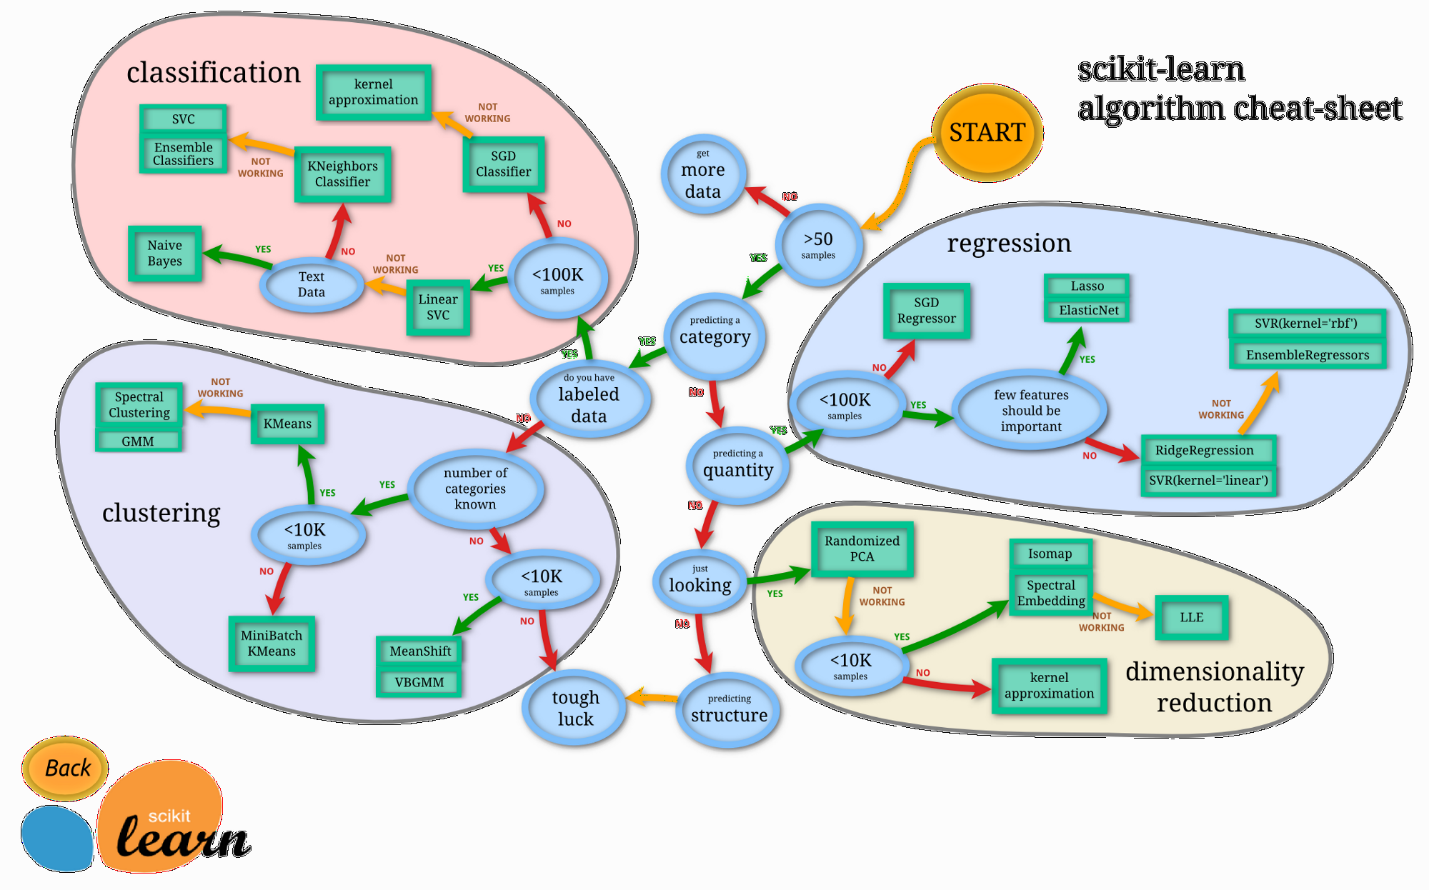 scikit-learn
algorithm cheat-sheet
START
>50
samples
NO
get
more
data
YES
predicting a
category
YES
do you have
labeled
data
YES
NO
NO
predicting a
quantity
YES
NO
just
looking
YES
NO
predicting
structure
tough
luck
classification
<100K
samples
YES
Linear
SVC
NOT
WORKING
Text
Data
YES
Naive
Bayes
NO
KNeighbors
Classifier
NOT
WORKING
SVC
Ensemble
Classifiers
NO
SGD
Classifier
NOT
WORKING
kernel
approximation
regression
<100K
samples
NO
SGD
Regressor
YES
few features
should be
important
YES
Lasso
ElasticNet
NO
RidgeRegression
SVR(kernel='linear')
NOT
WORKING
SVR(kernel='rbf')
EnsembleRegressors
clustering
number of
categories
known
YES
<10K
samples
YES
KMeans
NOT
WORKING
Spectral
Clustering
GMM
NO
MiniBatch
KMeans
NO
<10K
samples
YES
MeanShift
VBGMM
NO
dimensionality
reduction
Randomized
PCA
NOT
WORKING
<10K
samples
YES
Isomap
Spectral
Embedding
NOT
WORKING
LLE
NO
kernel
approximation
Back
scikit
learn